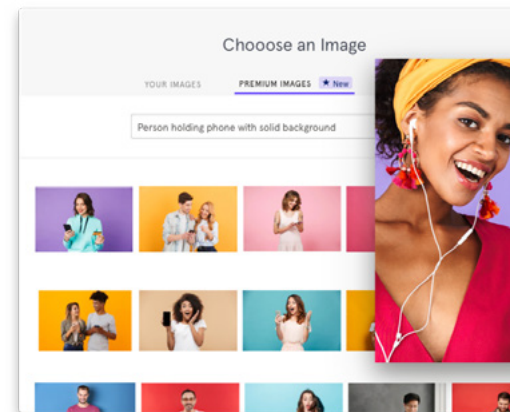 Chooose an Image
YOUR IMAGES PREMIUM IMAGES ★ New
Person holding phone with solid background